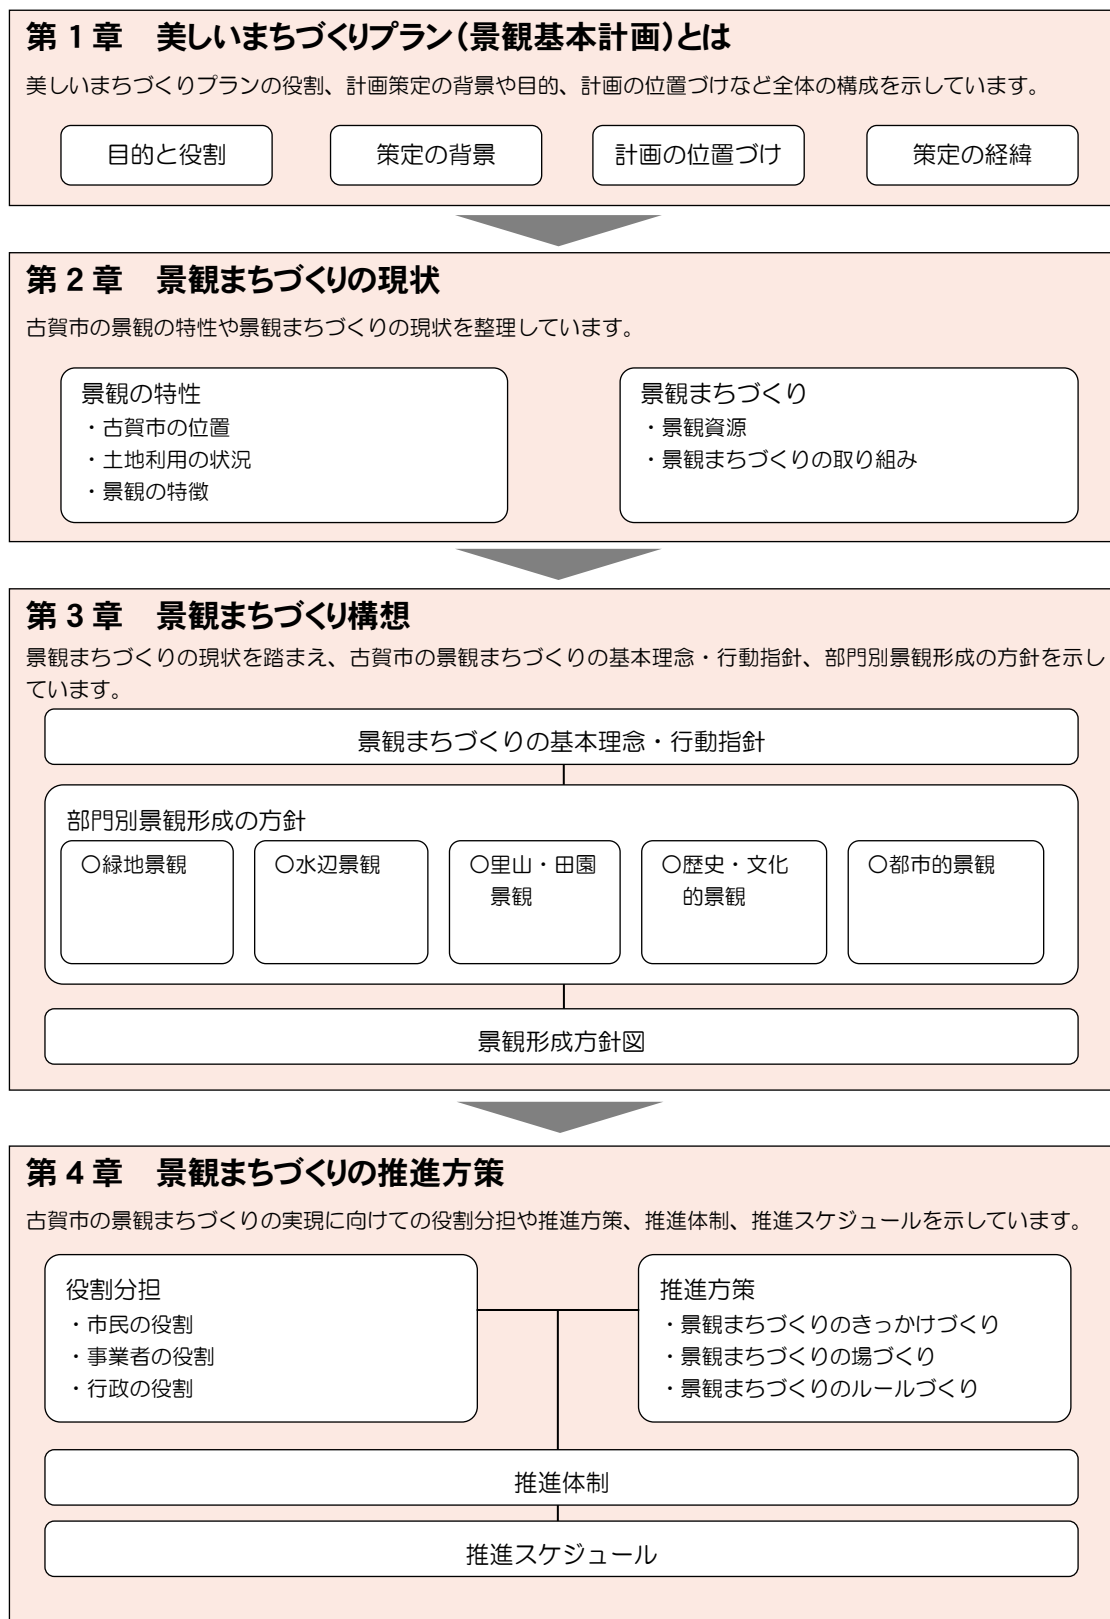 第1章　美しいまちづくりプラン（景観基本計画）とは
美しいまちづくりプランの役割、計画策定の背景や目的、計画の位置づけなど全体の構成を示しています。
目的と役割
策定の背景
計画の位置づけ
策定の経緯
第2章　景観まちづくりの現状
古賀市の景観の特性や景観まちづくりの現状を整理しています。
景観の特性
・古賀市の位置
・土地利用の状況
・景観の特徴
景観まちづくり
・景観資源
・景観まちづくりの取り組み
第3章　景観まちづくり構想
景観まちづくりの現状を踏まえ、古賀市の景観まちづくりの基本理念・行動指針、部門別景観形成の方針を示し
ています。
景観まちづくりの基本理念・行動指針
部門別景観形成の方針
〇緑地景観
〇水辺景観
〇里山・田園
景観
〇歴史・文化
的景観
〇都市的景観
景観形成方針図
第4章　景観まちづくりの推進方策
古賀市の景観まちづくりの実現に向けての役割分担や推進方策、推進体制、推進スケジュールを示しています。
役割分担
・市民の役割
・事業者の役割
・行政の役割
推進方策
・景観まちづくりのきっかけづくり
・景観まちづくりの場づくり
・景観まちづくりのルールづくり
推進体制
推進スケジュール